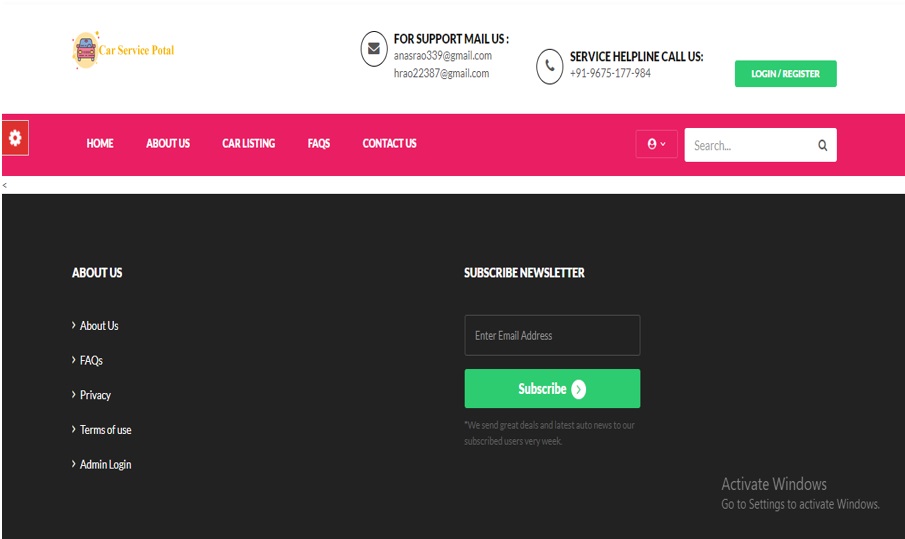 Car Service Potal
FOR SUPPORT MAIL US :
anasrao339@gmail.com
hrao22387@gmail.com
SERVICE HELPLINE CALL US:
+91-9675-177-984
LOGIN / REGISTER
HOME ABOUT US CAR LISTING FAQS CONTACT US
Search...
<
ABOUT US
› About Us
› FAQs
› Privacy
› Terms of use
› Admin Login
SUBSCRIBE NEWSLETTER
Enter Email Address
Subscribe
*We send great deals and latest auto news to our
subscribed users very week.
Activate Windows
Go to Settings to activate Windows.